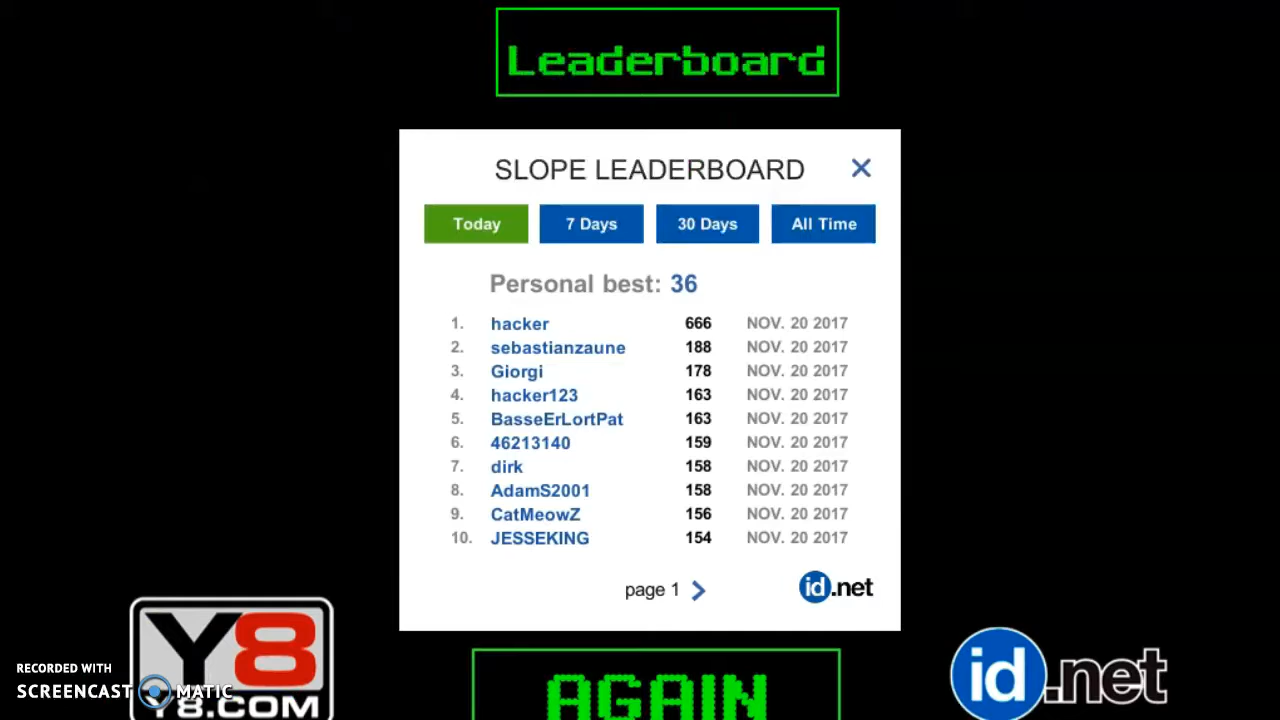 Leaderboard
SLOPE LEADERBOARD ✕
Today 7 Days 30 Days All Time
Personal best: 36
1. hacker 666 NOV. 20 2017
2. sebastianzaune 188 NOV. 20 2017
3. Giorgi 178 NOV. 20 2017
4. hacker123 163 NOV. 20 2017
5. BasseErLortPat 163 NOV. 20 2017
6. 46213140 159 NOV. 20 2017
7. dirk 158 NOV. 20 2017
8. AdamS2001 158 NOV. 20 2017
9. CatMeowZ 156 NOV. 20 2017
10. JESSEKING 154 NOV. 20 2017
page 1 id.net
Y8
Y8.COM
RECORDED WITH
SCREENCAST MATIC
AGAIN
id.net